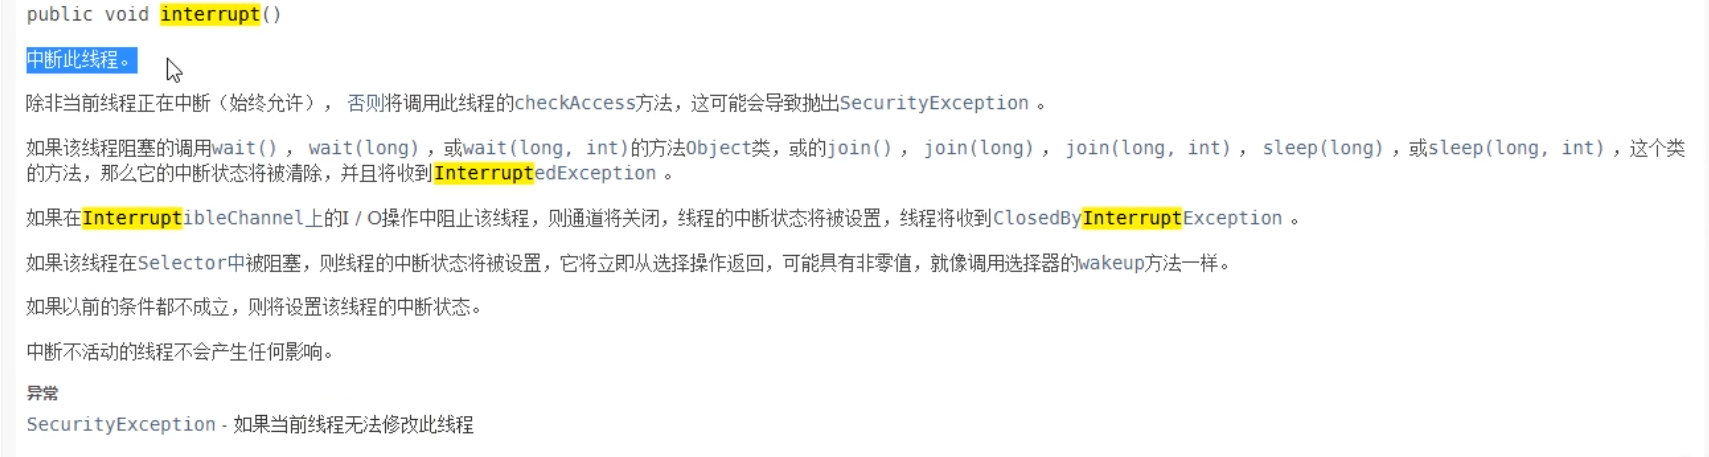 public void interrupt()
中断此线程。
除非当前线程正在中断（始终允许）， 否则将调用此线程的checkAccess方法，这可能会导致抛出SecurityException 。
如果该线程阻塞的调用wait() ， wait(long) ，或wait(long, int)的方法Object类，或的join() ， join(long) ， join(long, int) ， sleep(long) ，或sleep(long, int) ，这个类
的方法，那么它的中断状态将被清除，并且将收到InterruptedException 。
如果在InterruptibleChannel上的I / O操作中阻止该线程，则通道将关闭，线程的中断状态将被设置，线程将收到ClosedByInterruptException 。
如果该线程在Selector中被阻塞，则线程的中断状态将被设置，它将立即从选择操作返回，可能具有非零值，就像调用选择器的wakeup方法一样。
如果以前的条件都不成立，则将设置该线程的中断状态。
中断不活动的线程不会产生任何影响。
异常
SecurityException - 如果当前线程无法修改此线程